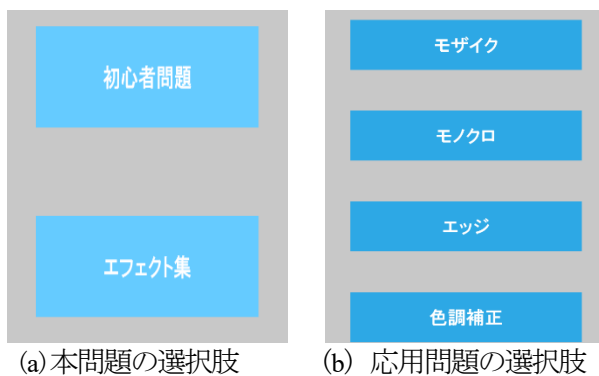 初心者問題
エフェクト集
モザイク
モノクロ
エッジ
色調補正
(a)本問題の選択肢
(b) 応用問題の選択肢